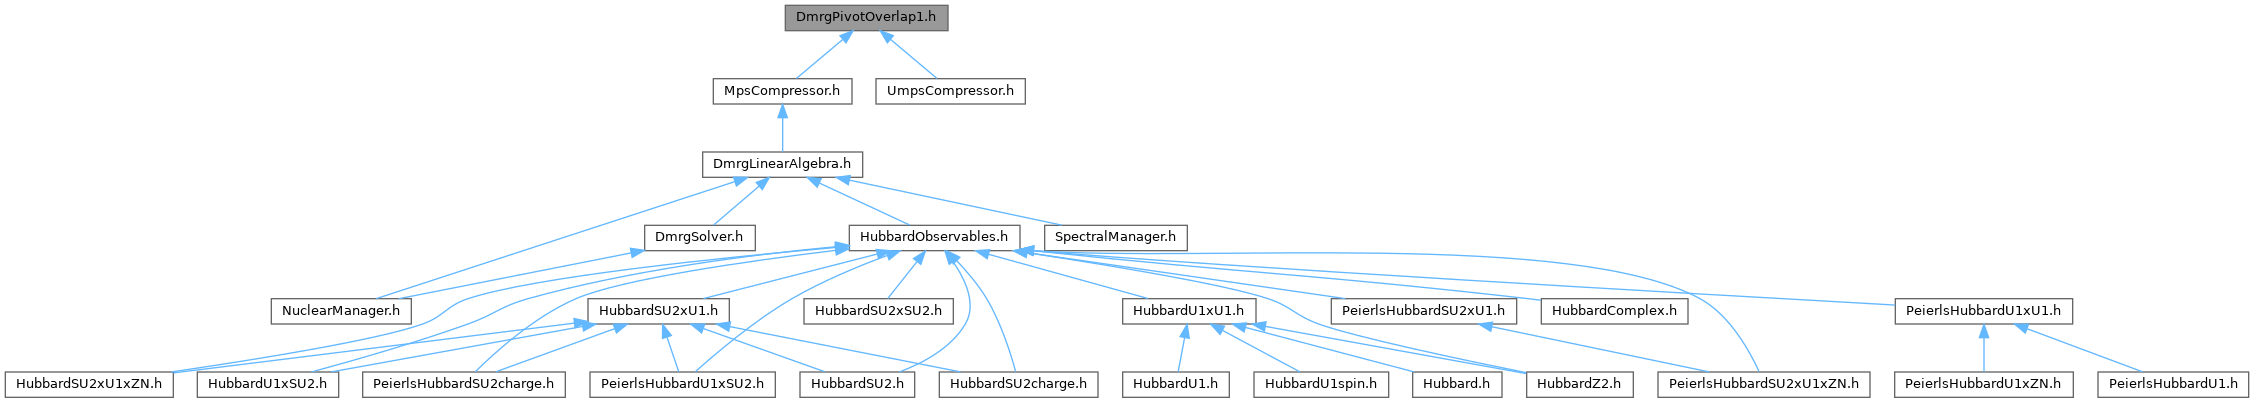 DmrgPivotOverlap1.h
MpsCompressor.h
UmpsCompressor.h
DmrgLinearAlgebra.h
DmrgSolver.h
HubbardObservables.h
SpectralManager.h
NuclearManager.h
HubbardSU2xU1.h
HubbardSU2xSU2.h
HubbardU1xU1.h
PeierlsHubbardSU2xU1.h
HubbardComplex.h
PeierlsHubbardU1xU1.h
HubbardSU2xU1xZN.h
HubbardU1xSU2.h
PeierlsHubbardSU2charge.h
PeierlsHubbardU1xSU2.h
HubbardSU2.h
HubbardSU2charge.h
HubbardU1.h
HubbardU1spin.h
Hubbard.h
HubbardZ2.h
PeierlsHubbardSU2xU1xZN.h
PeierlsHubbardU1xZN.h
PeierlsHubbardU1.h